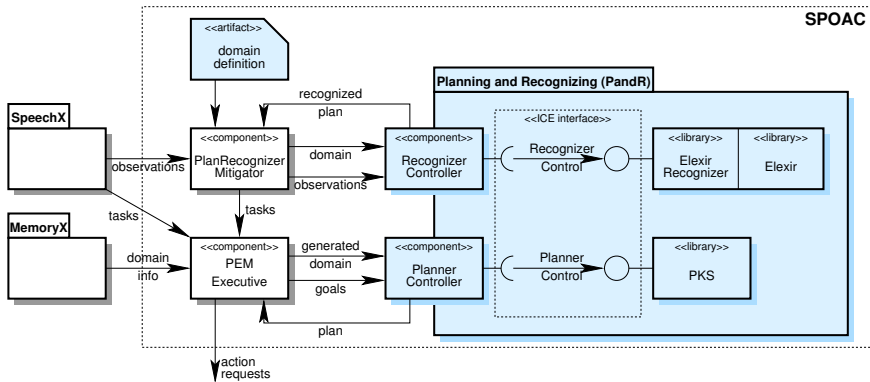 SPOAC
<<artifact>>
domain
definition
Planning and Recognizing (PandR)
recognized
plan
SpeechX
<<ICE interface>>
<<component>>
PlanRecognizer
Mitigator
domain
observations
<<component>>
Recognizer
Controller
Recognizer
Control
<<library>>
Elexir
Recognizer
<<library>>
Elexir
observations
tasks
tasks
MemoryX
domain
info
<<component>>
PEM
Executive
generated
domain
goals
<<component>>
Planner
Controller
Planner
Control
<<library>>
PKS
plan
action
requests